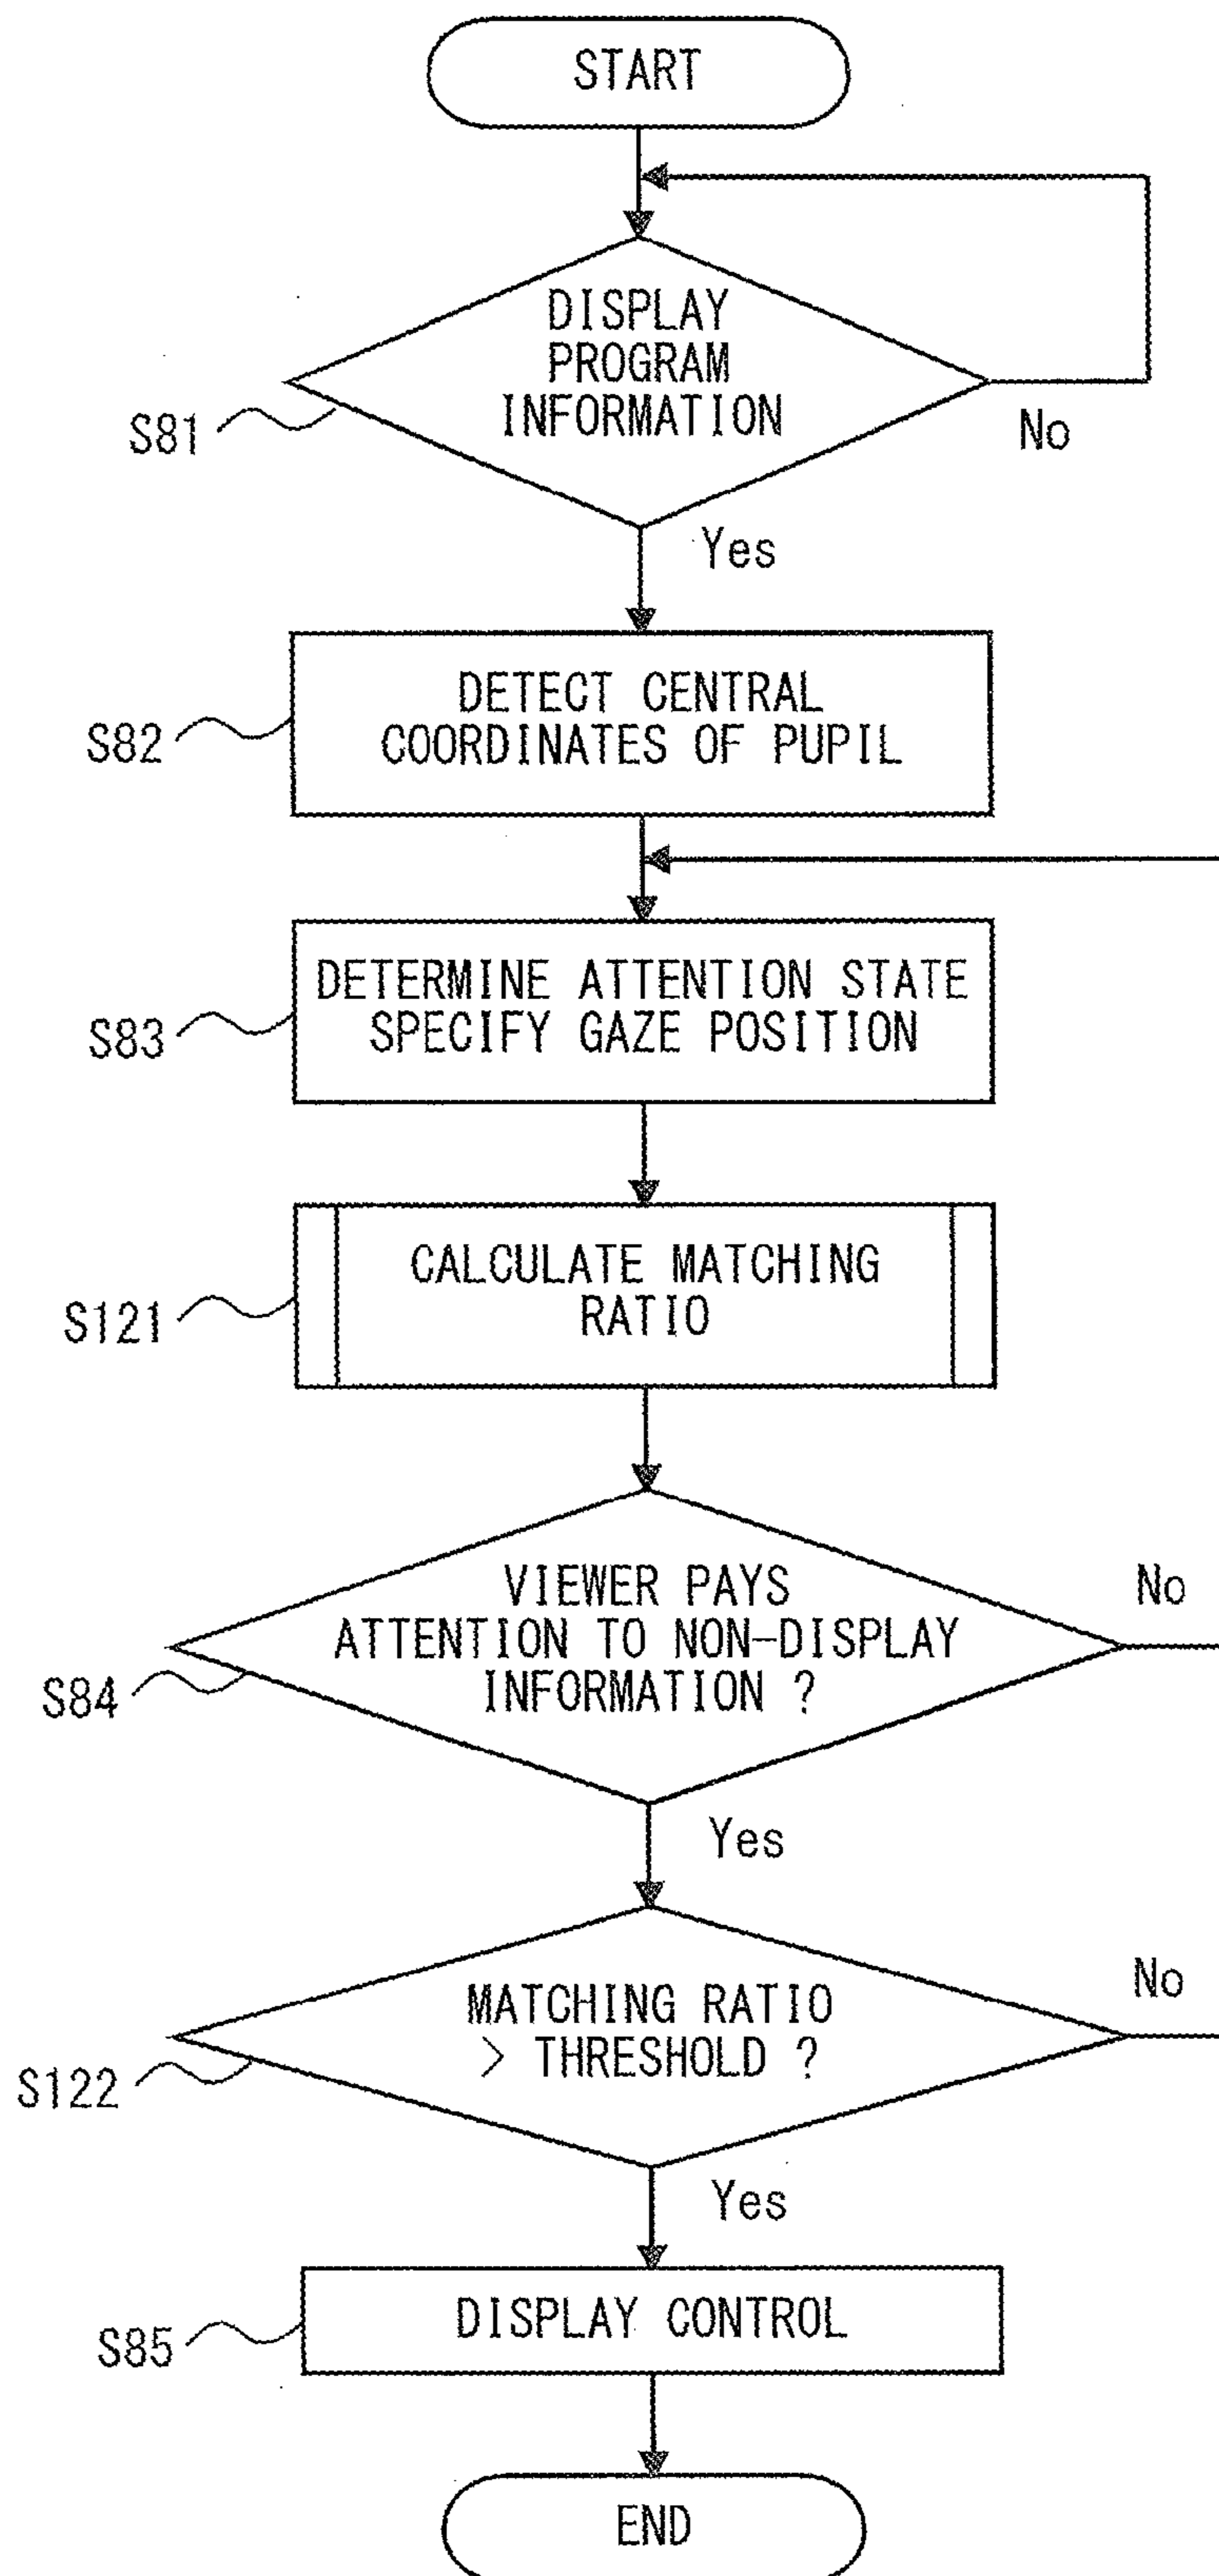 START
DISPLAY
PROGRAM
INFORMATION
S81
No
Yes
DETECT CENTRAL
COORDINATES OF PUPIL
S82
DETERMINE ATTENTION STATE
SPECIFY GAZE POSITION
S83
CALCULATE MATCHING
RATIO
S121
VIEWER PAYS
ATTENTION TO NON-DISPLAY
INFORMATION ?
No
S84
Yes
MATCHING RATIO
> THRESHOLD ?
No
S122
Yes
DISPLAY CONTROL
S85
END